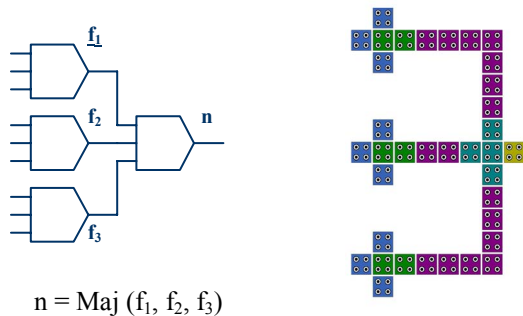 f₁
f₂
n
f₃
n = Maj (f₁, f₂, f₃)